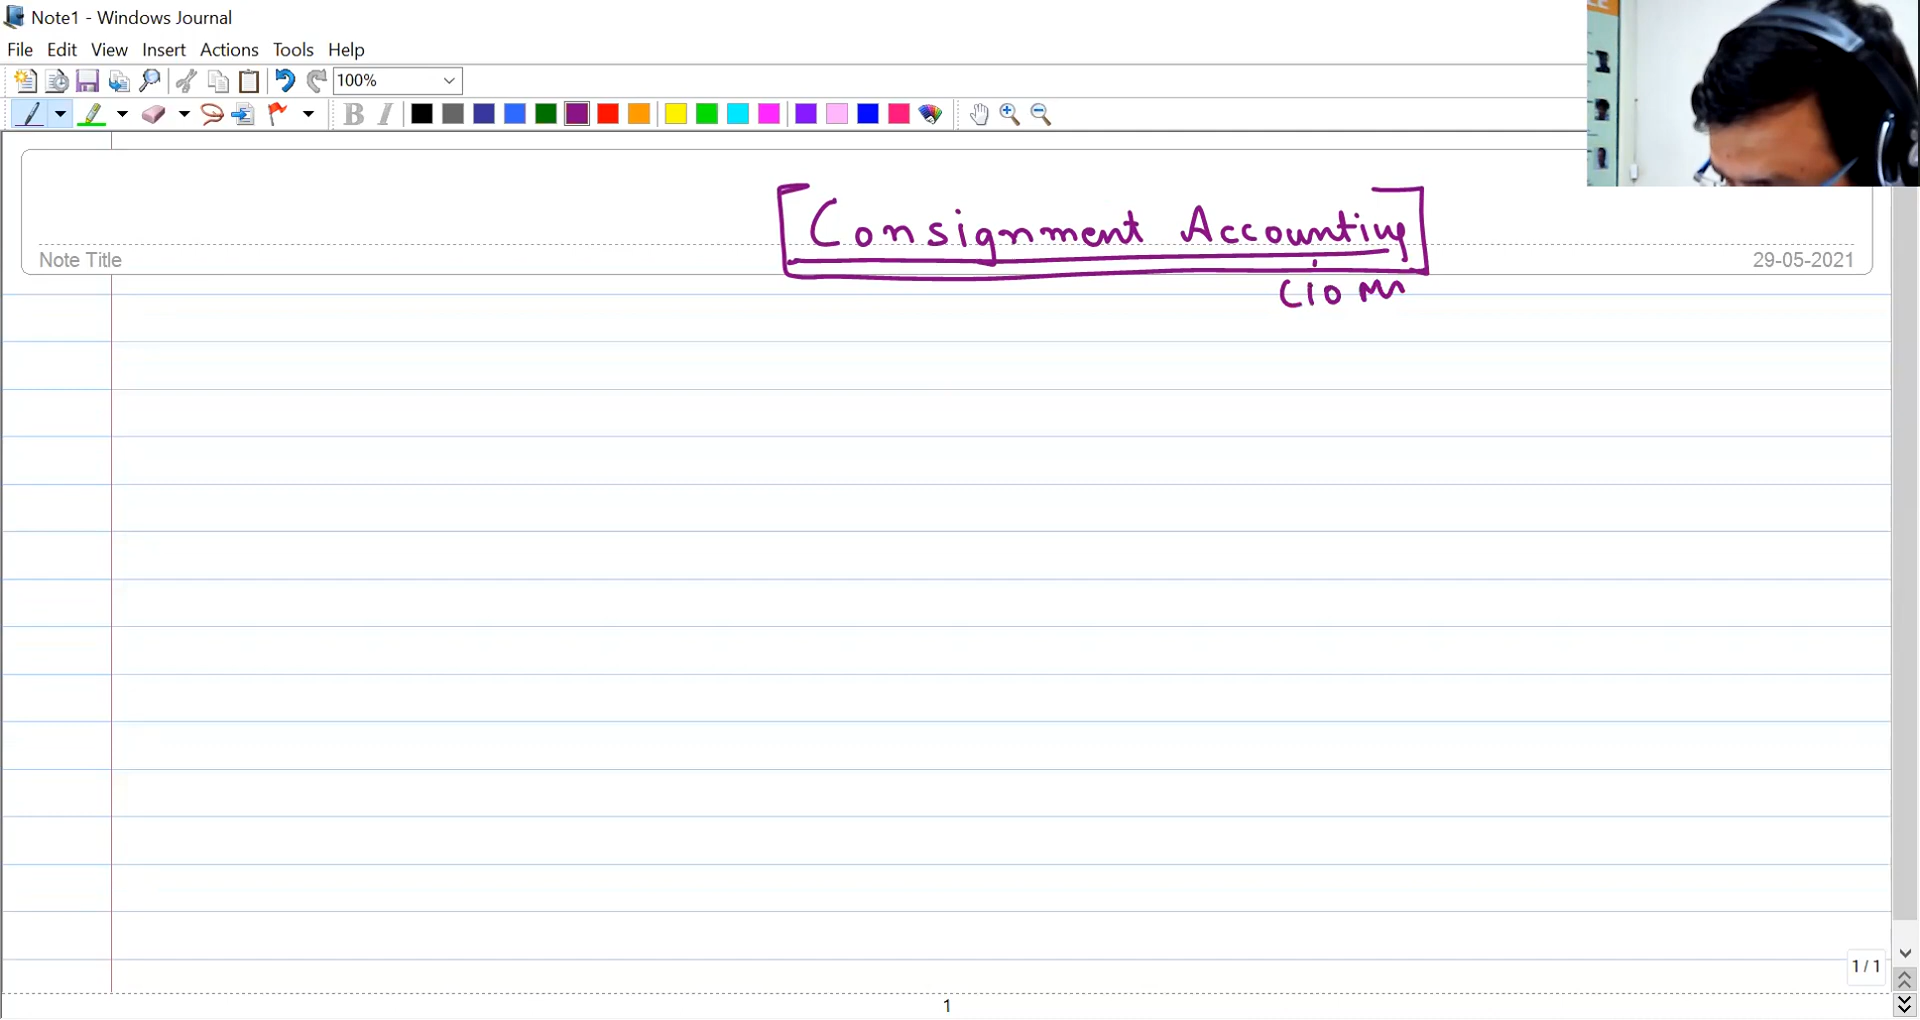 Note1 - Windows Journal
File Edit View Insert Actions Tools Help
100%
B I
Consignment Accounting
Note Title
29-05-2021
(10 M
1 / 1
1